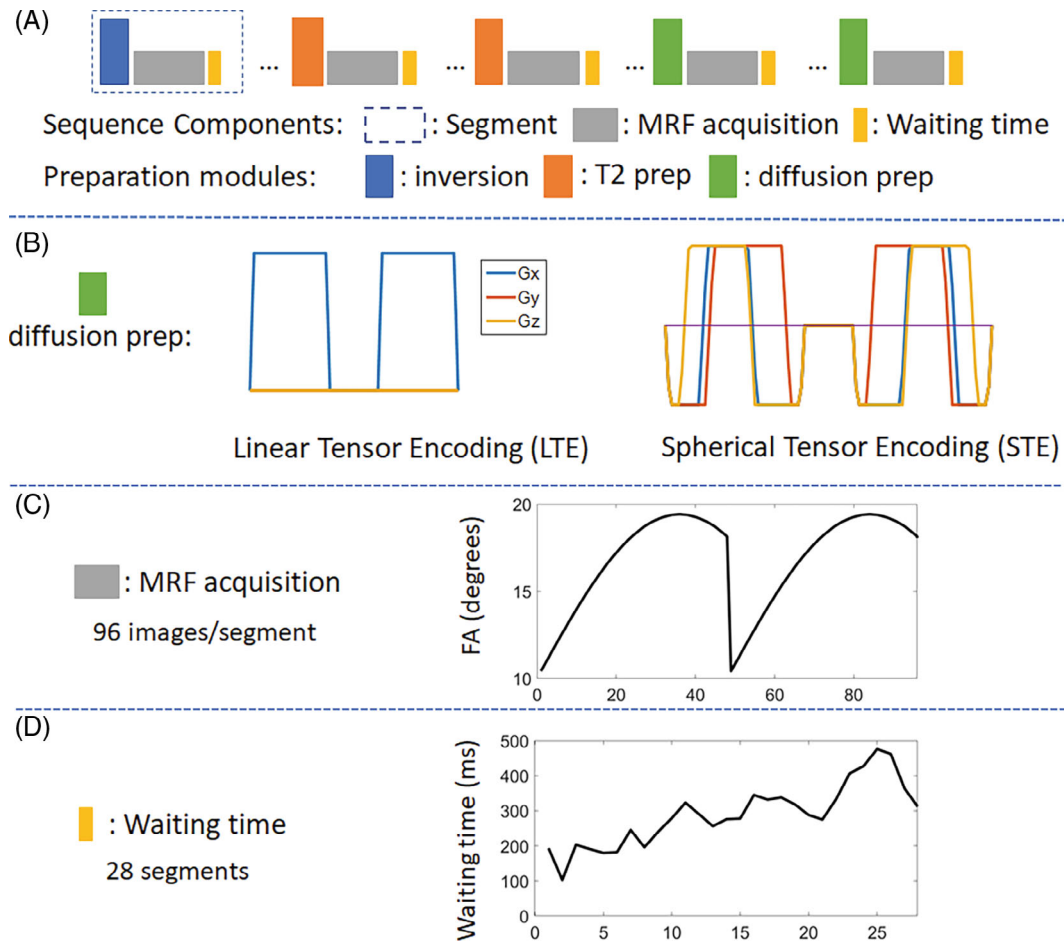 (A)
... ... ... ...
Sequence Components: : Segment : MRF acquisition : Waiting time
Preparation modules: : inversion : T2 prep : diffusion prep
(B)
diffusion prep:
Gx
Gy
Gz
Linear Tensor Encoding (LTE)
Spherical Tensor Encoding (STE)
(C)
: MRF acquisition
96 images/segment
FA (degrees)
20
15
10
0 20 40 60 80
(D)
: Waiting time
28 segments
Waiting time (ms)
500
400
300
200
100
0
0 5 10 15 20 25